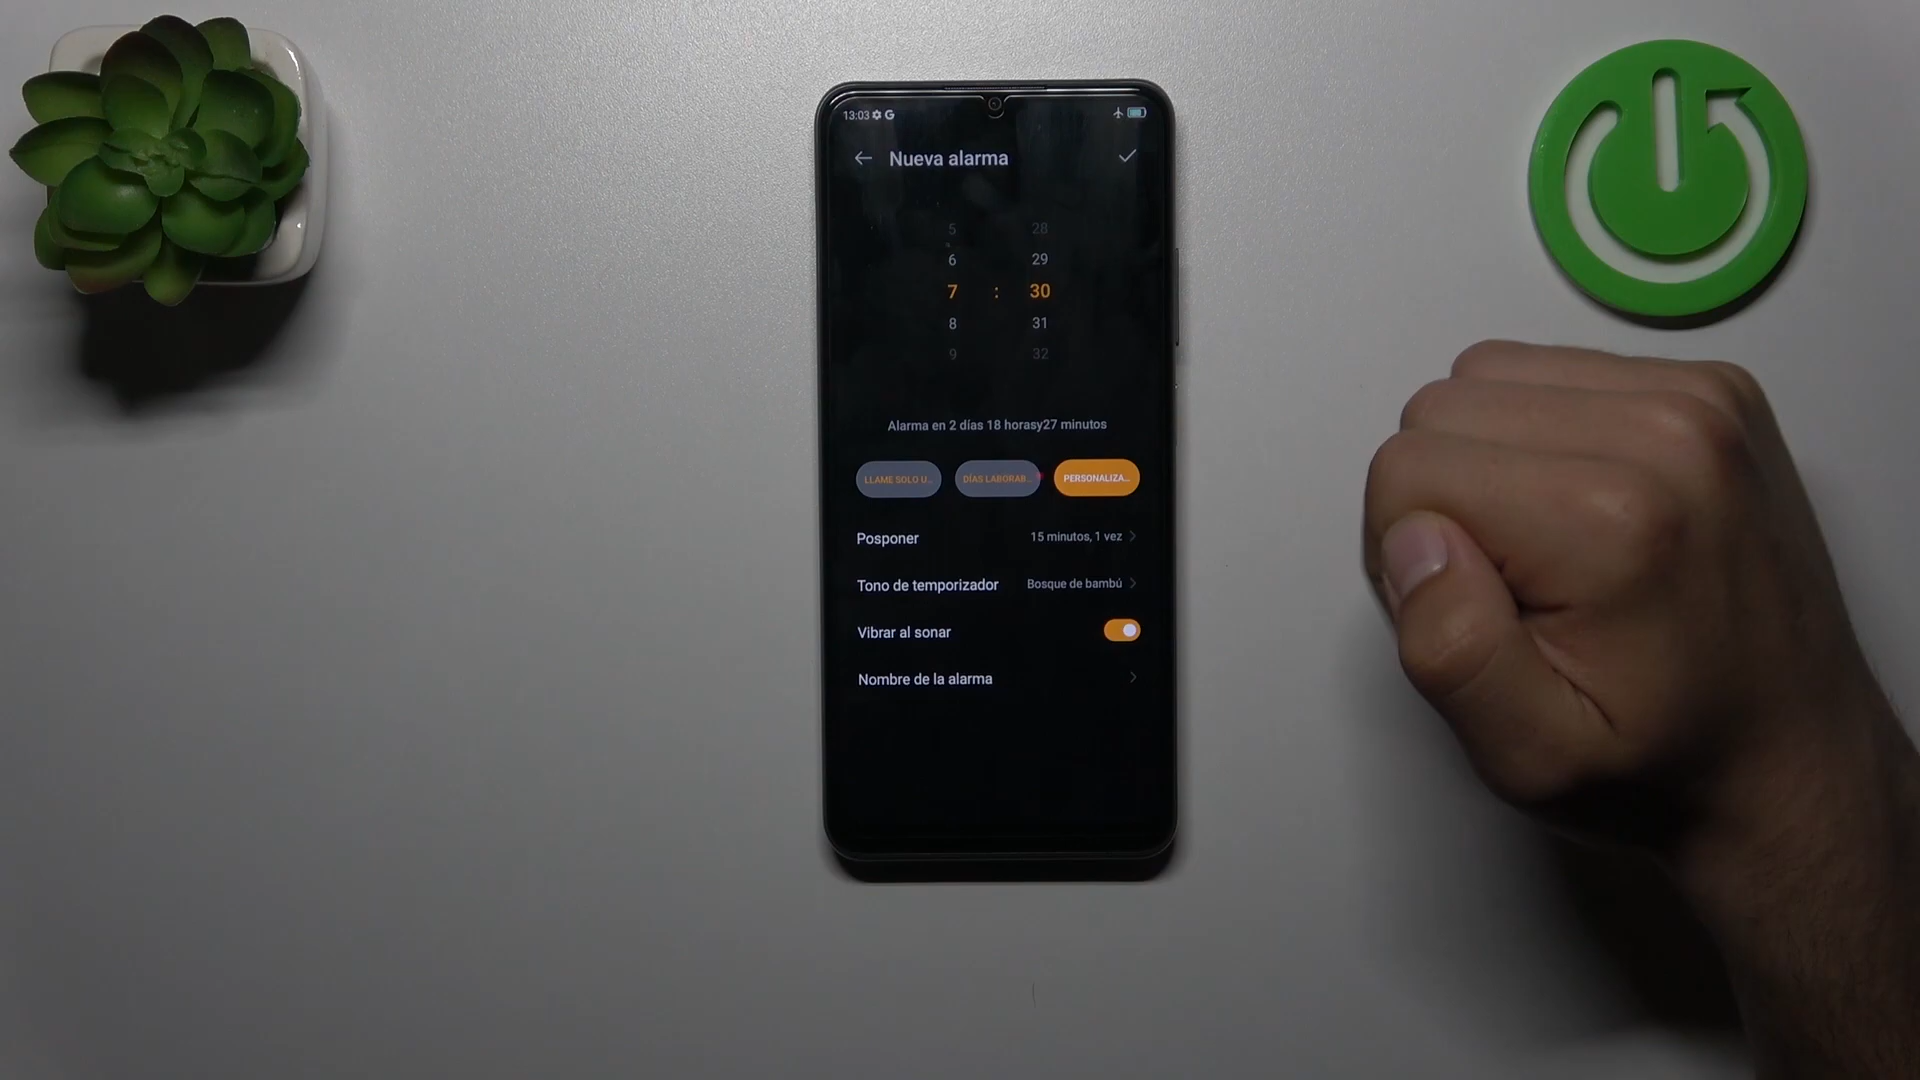 13:03 G
Nueva alarma
5 28
6 29
7 : 30
8 31
9 32
Alarma en 2 días 18 horasy27 minutos
LLAME SOLO U... DÍAS LABORAB... PERSONALIZA...
Posponer 15 minutos, 1 vez
Tono de temporizador Bosque de bambú
Vibrar al sonar
Nombre de la alarma